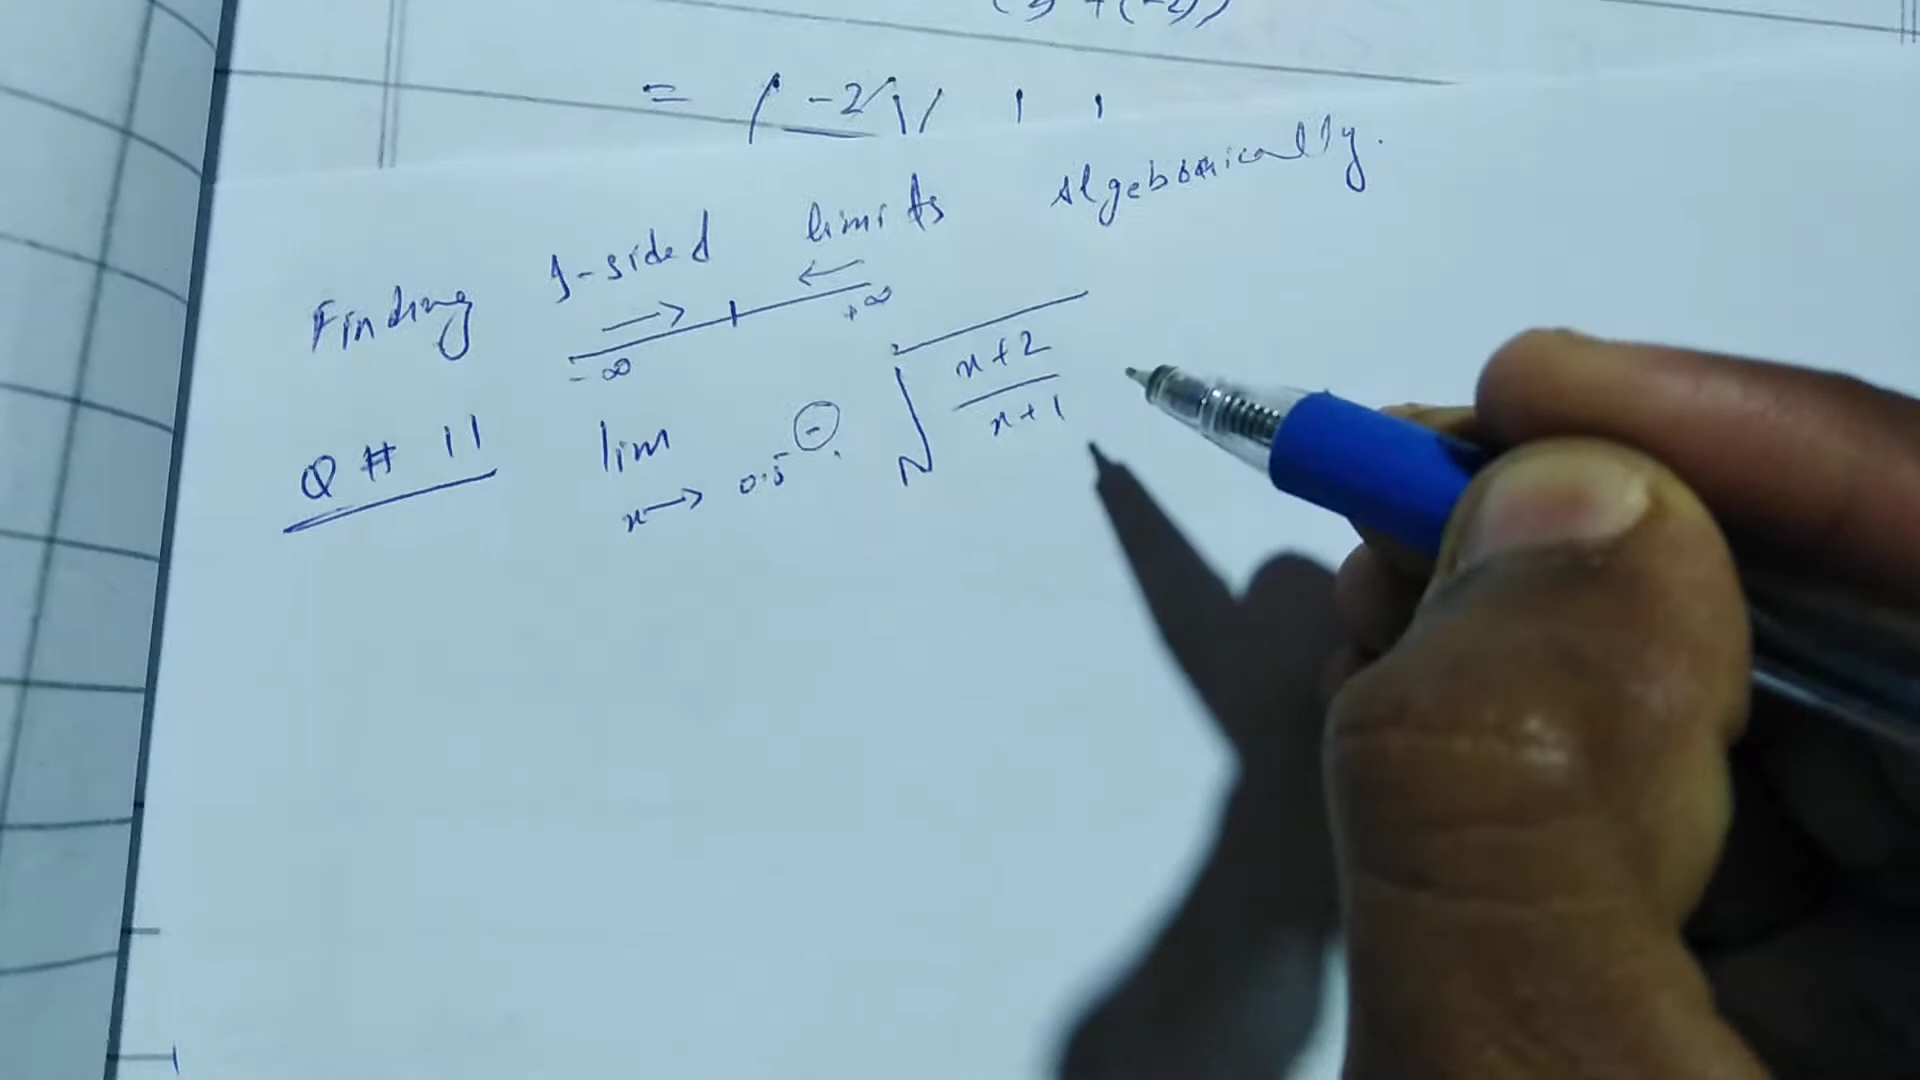 = ( -2
Finding 1-sided limits Algebraically.
-∞ +∞
Q # 11 lim x→ 0.5⁻ √ x+2 / x+1